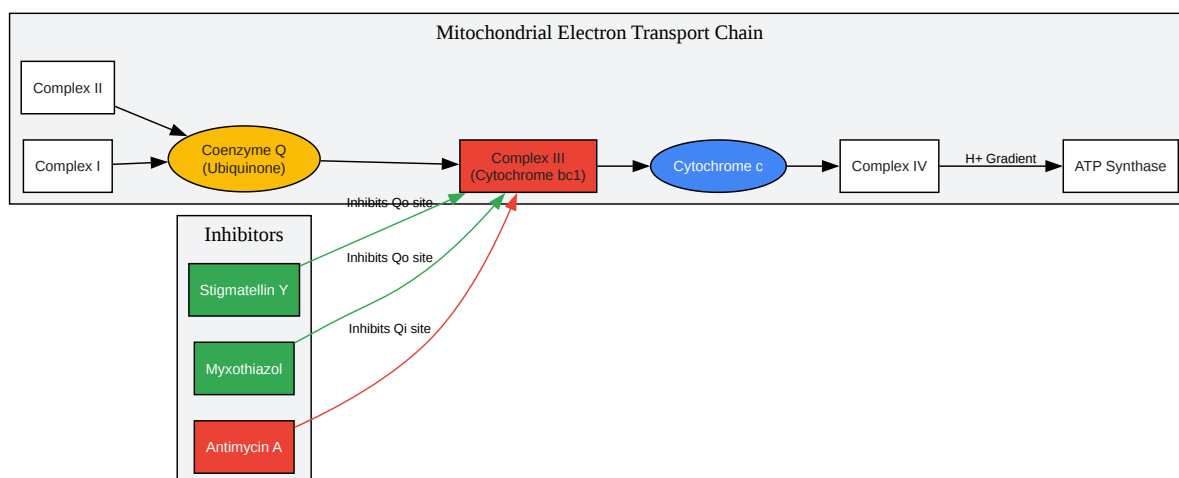 Mitochondrial Electron Transport Chain
Complex II
Complex I
Coenzyme Q
(Ubiquinone)
Complex III
(Cytochrome bc1)
Cytochrome c
Complex IV
H+ Gradient
ATP Synthase
Inhibits Qo site
Inhibitors
Stigmatellin Y
Inhibits Qo site
Myxothiazol
Inhibits Qi site
Antimycin A